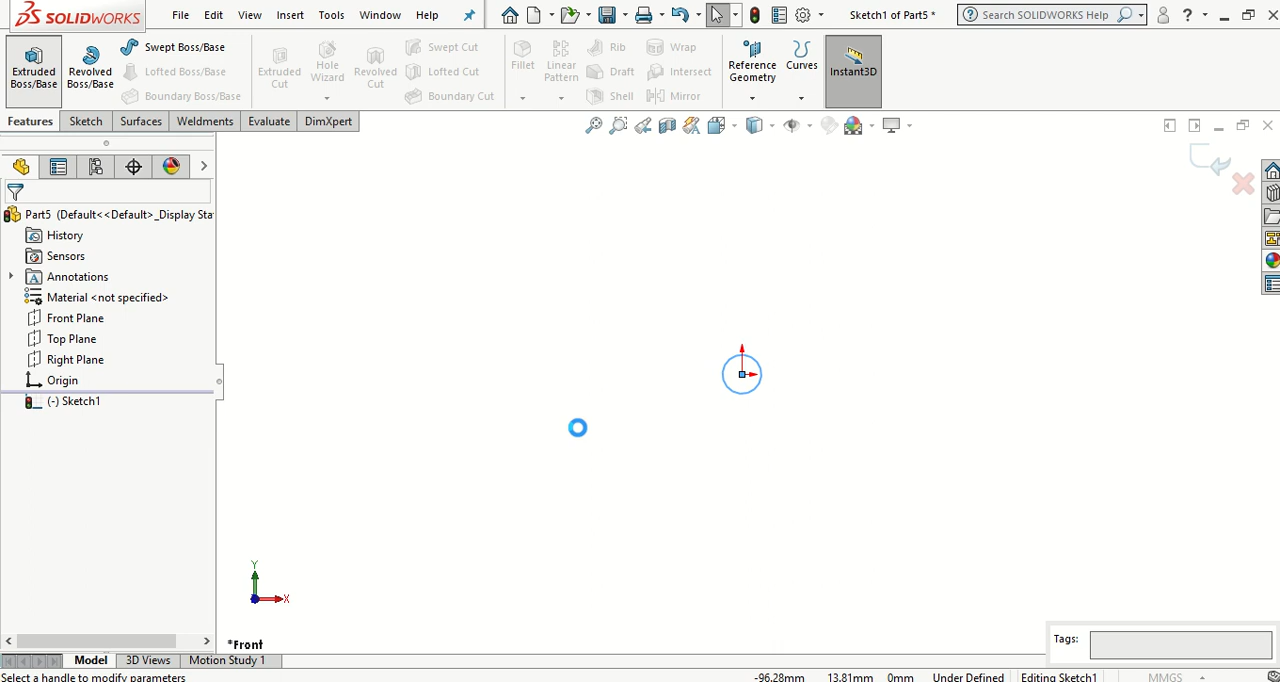 SOLIDWORKS File Edit View Insert Tools Window Help Sketch1 of Part5 * Search SOLIDWORKS Help ?
Extruded Boss/Base Revolved Boss/Base Swept Boss/Base Lofted Boss/Base Boundary Boss/Base Extruded Cut Hole Wizard Revolved Cut Swept Cut Lofted Cut Boundary Cut Fillet Linear Pattern Rib Draft Shell Wrap Intersect Mirror Reference Geometry Curves Instant3D
Features Sketch Surfaces Weldments Evaluate DimXpert
Part5 (Default<<Default>_Display Sta
History
Sensors
Annotations
Material <not specified>
Front Plane
Top Plane
Right Plane
Origin
(-) Sketch1
Y
X
*Front
Tags:
Model 3D Views Motion Study 1
Select a handle to modify parameters -96.28mm 13.81mm 0mm Under Defined Editing Sketch1 MMGS